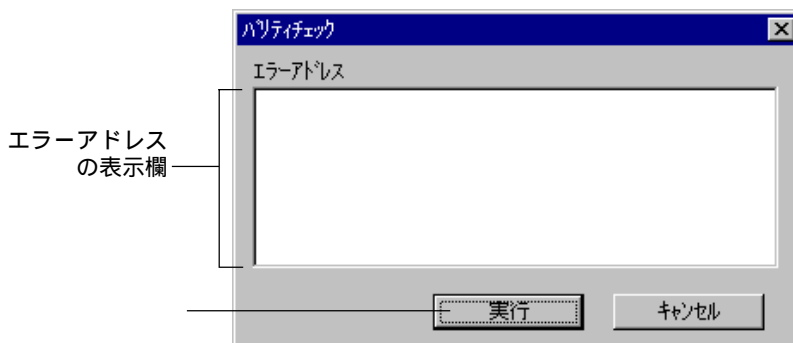 パリティチェック
エラーアドレス
エラーアドレス
の表示欄
実行
キャンセル